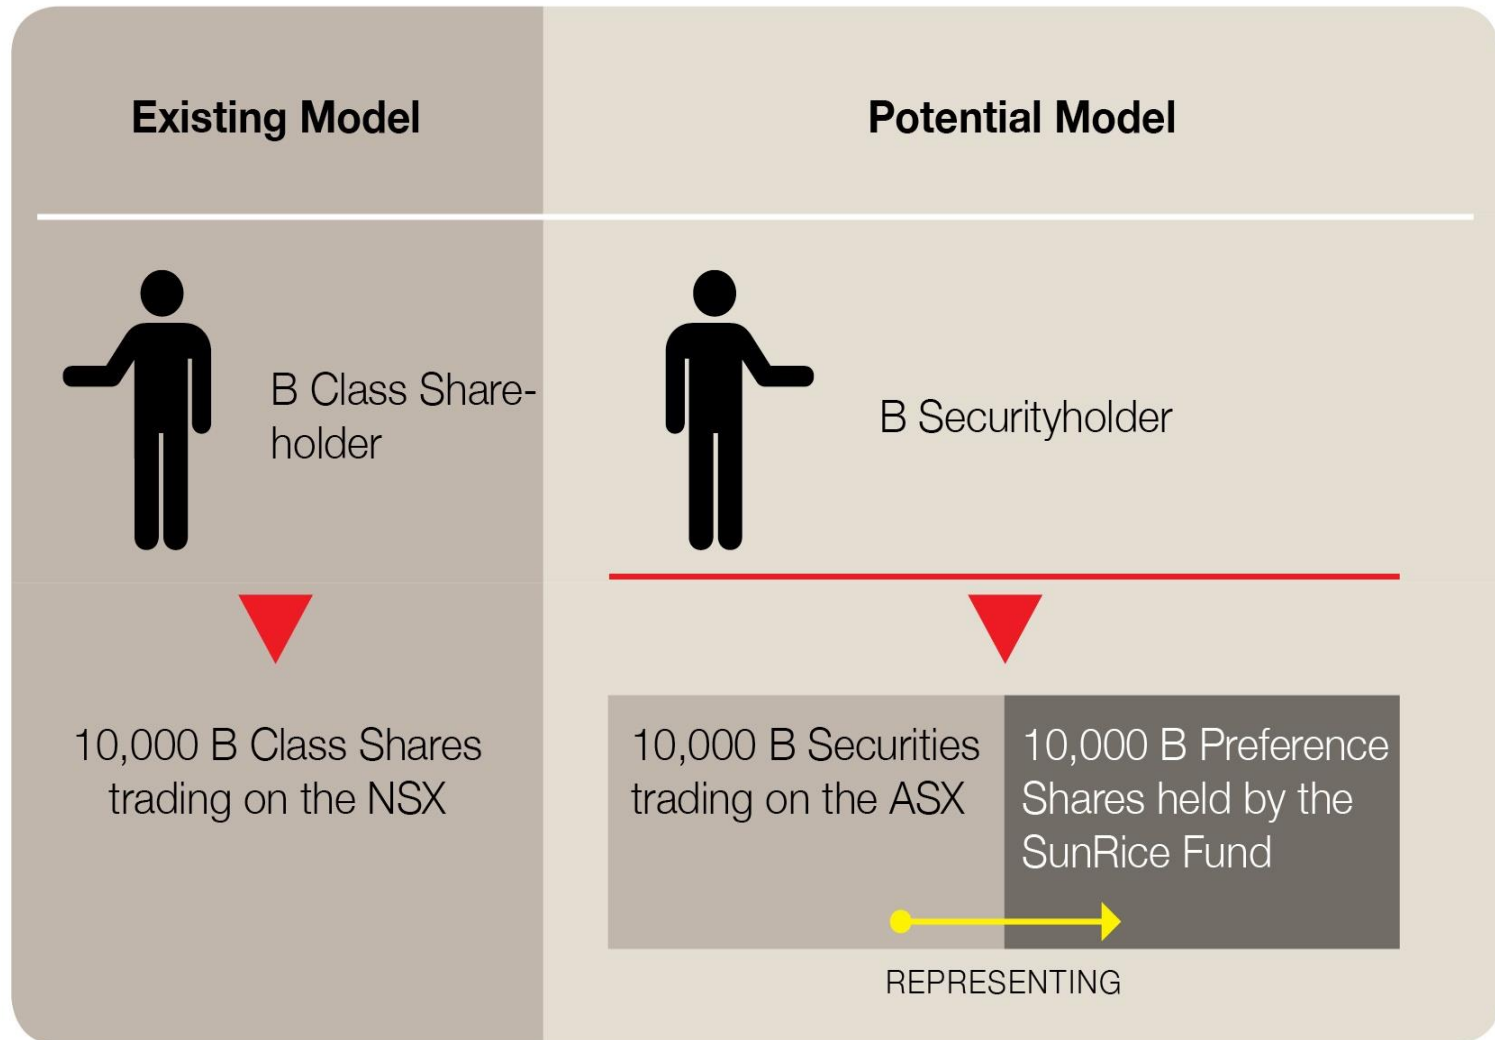 Existing Model
Potential Model
B Class Share-
holder
B Securityholder
10,000 B Class Shares
trading on the NSX
10,000 B Securities
trading on the ASX
10,000 B Preference
Shares held by the
SunRice Fund
REPRESENTING